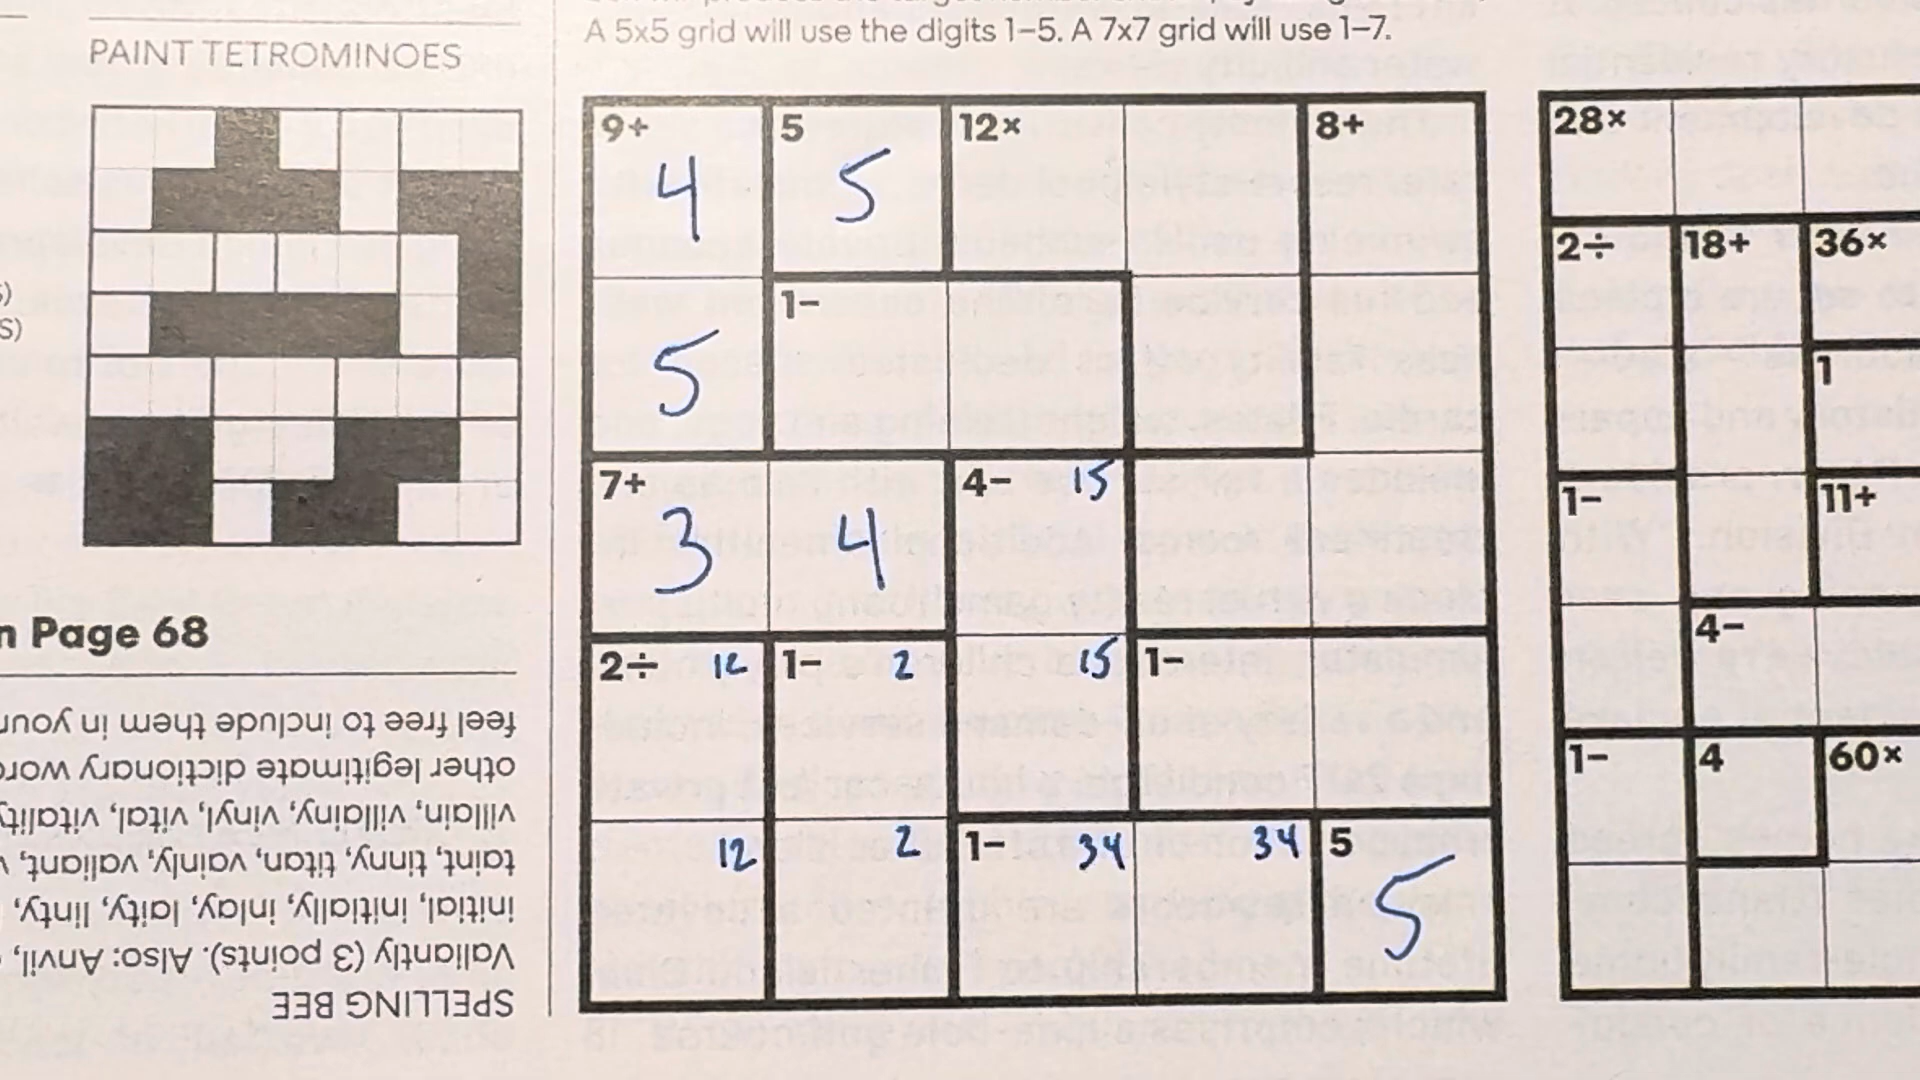 A 5x5 grid will use the digits 1–5. A 7x7 grid will use 1–7.
PAINT TETROMINOES
9+ 5 12× 8+
4 5
1−
5
7+ 4− 15
3 4
2÷ 12 1− 2 15 1−
12 2 1− 34 34 5
5
28×
2÷ 18+ 36×
1
1− 11+
4−
1− 4 60×
n Page 68
SPELLING BEE
Valiantly (3 points). Also: Anvil,
initial, initially, inlay, laity, linty,
taint, tinny, titan, vainly, valiant,
villain, villainy, vinyl, vital, vitality
other legitimate dictionary
feel free to include them in your